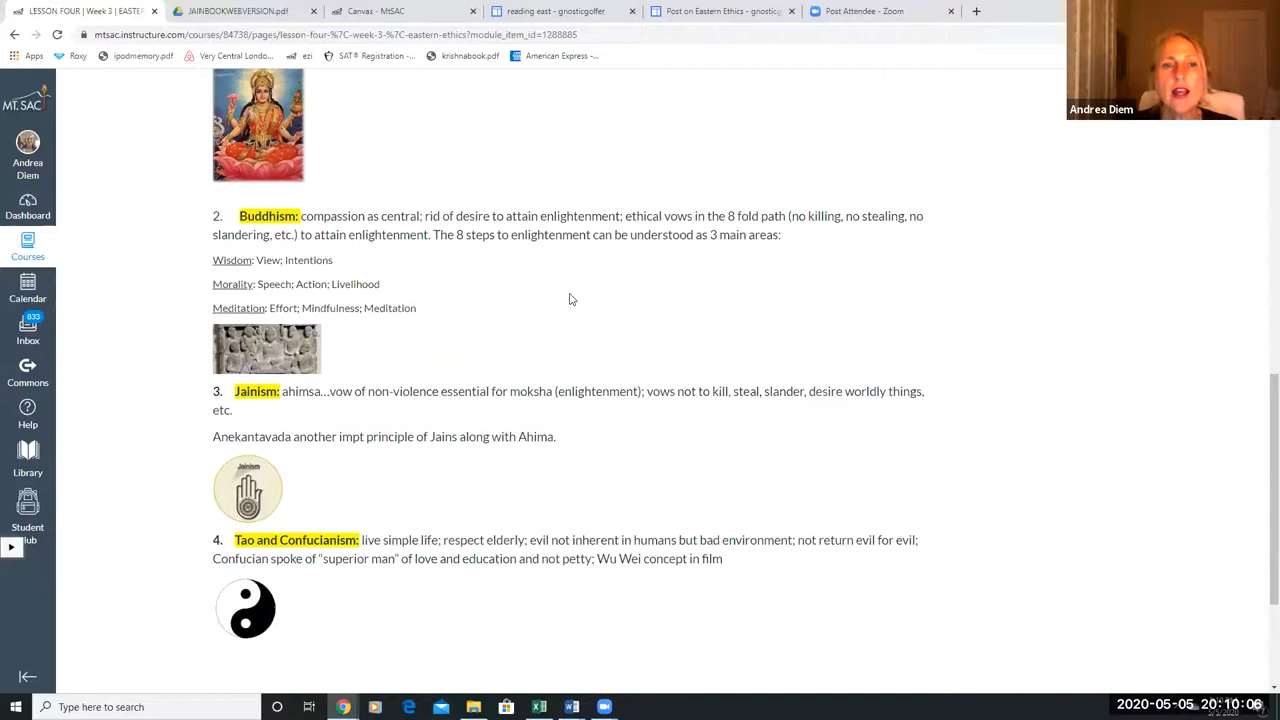 LESSON FOUR | Week 3 | EASTER
JAINBOOKWEBVERSION.pdf
Canvas - MtSAC
reading east - gnosticgolfer
Post on Eastern Ethics - gnosticg
Post Attendee - Zoom
mtsac.instructure.com/courses/84738/pages/lesson-four-%7C-week-3-%7C-eastern-ethics?module_item_id=1288885
Apps
Roxy
ipodmemory.pdf
Very Central London...
ezi
SAT® Registration -...
krishnabook.pdf
American Express -...
Andrea Diem
MT. SAC
Andrea
Diem
Dashboard
Courses
Calendar
833
Inbox
Commons
Help
Library
Student
2. Buddhism: compassion as central; rid of desire to attain enlightenment; ethical vows in the 8 fold path (no killing, no stealing, no
slandering, etc.) to attain enlightenment. The 8 steps to enlightenment can be understood as 3 main areas:
Wisdom: View; Intentions
Morality: Speech; Action; Livelihood
Meditation: Effort; Mindfulness; Meditation
3. Jainism: ahimsa...vow of non-violence essential for moksha (enlightenment); vows not to kill, steal, slander, desire worldly things,
etc.
Anekantavada another impt principle of Jains along with Ahima.
Jainism
4. Tao and Confucianism: live simple life; respect elderly; evil not inherent in humans but bad environment; not return evil for evil;
Confucian spoke of “superior man” of love and education and not petty; Wu Wei concept in film
Type here to search
2020-05-05 20:10:06